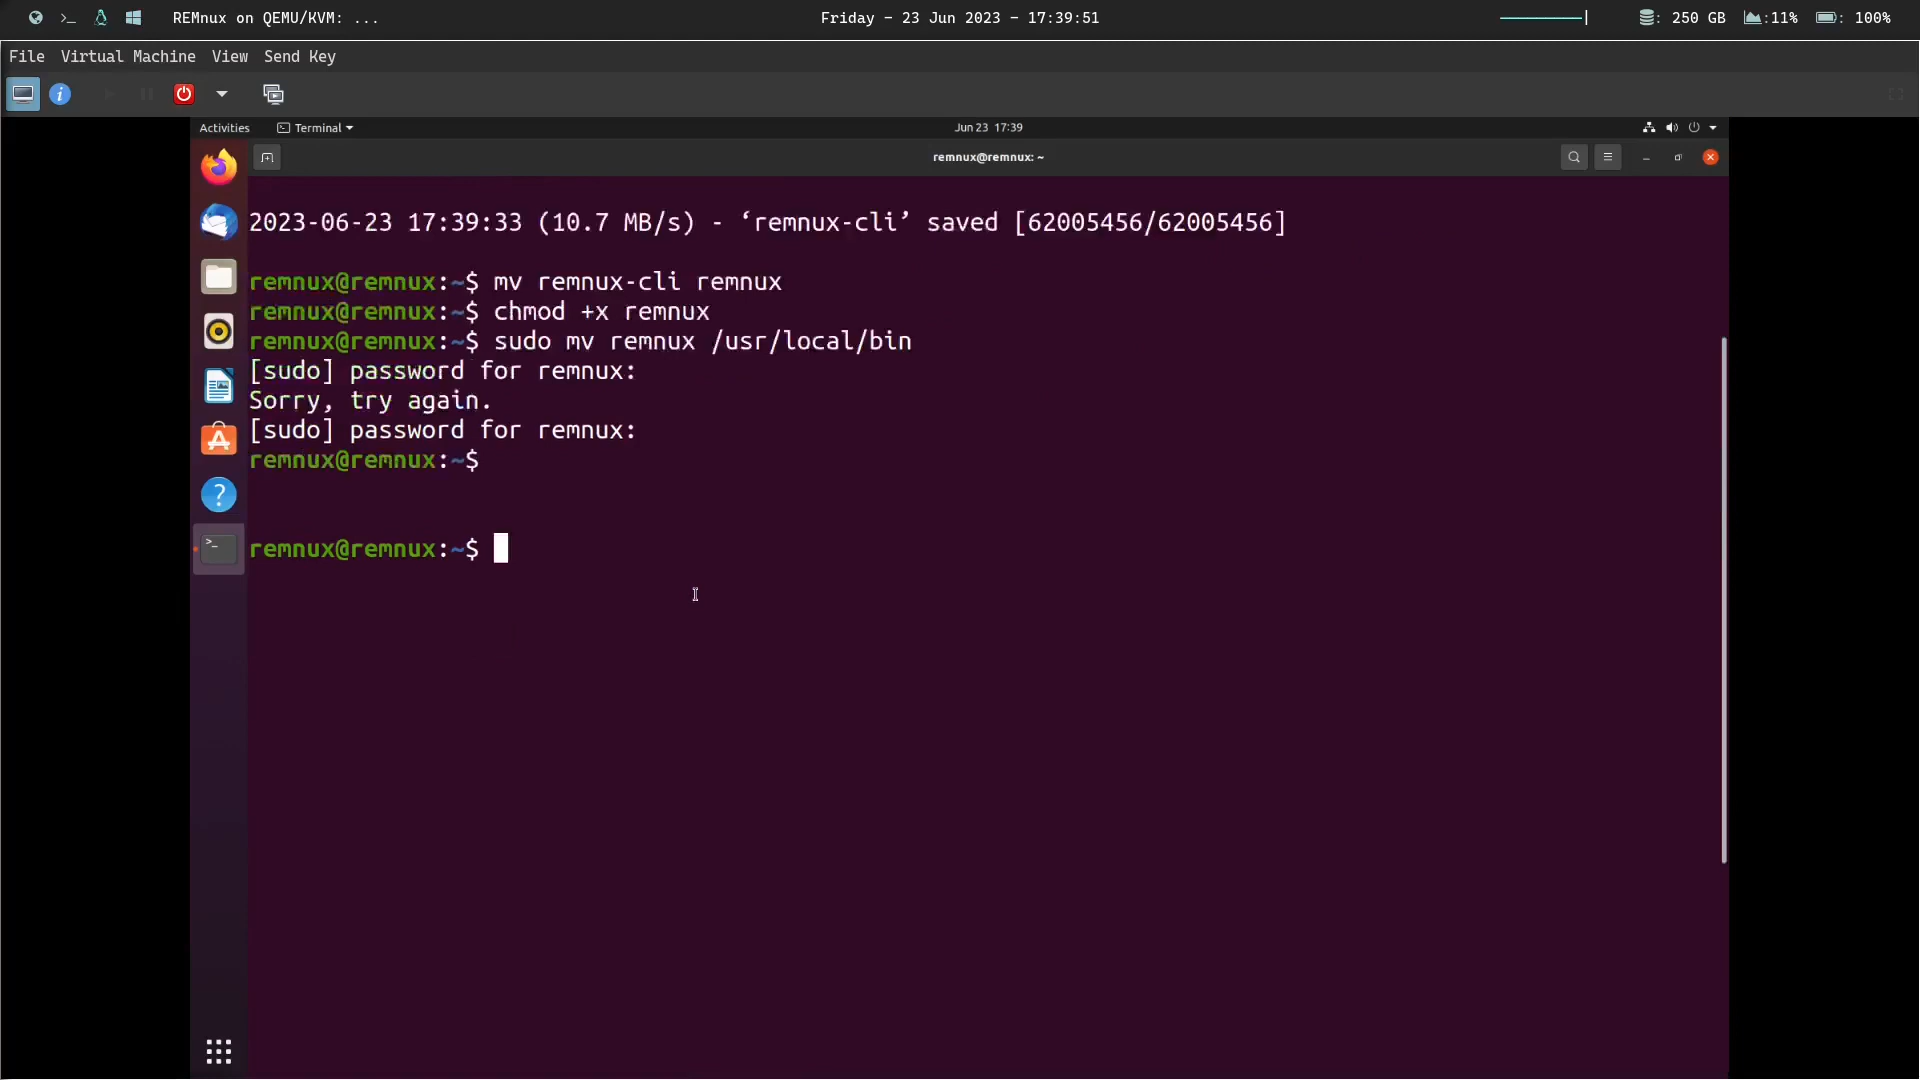 REMnux on QEMU/KVM: ...
Friday - 23 Jun 2023 - 17:39:51
: 250 GB
:11%
: 100%
File Virtual Machine View Send Key
Activities
Terminal
Jun 23 17:39
remnux@remnux: ~
2023-06-23 17:39:33 (10.7 MB/s) - ‘remnux-cli’ saved [62005456/62005456]
remnux@remnux:~$ mv remnux-cli remnux
remnux@remnux:~$ chmod +x remnux
remnux@remnux:~$ sudo mv remnux /usr/local/bin
[sudo] password for remnux:
Sorry, try again.
[sudo] password for remnux:
remnux@remnux:~$
remnux@remnux:~$